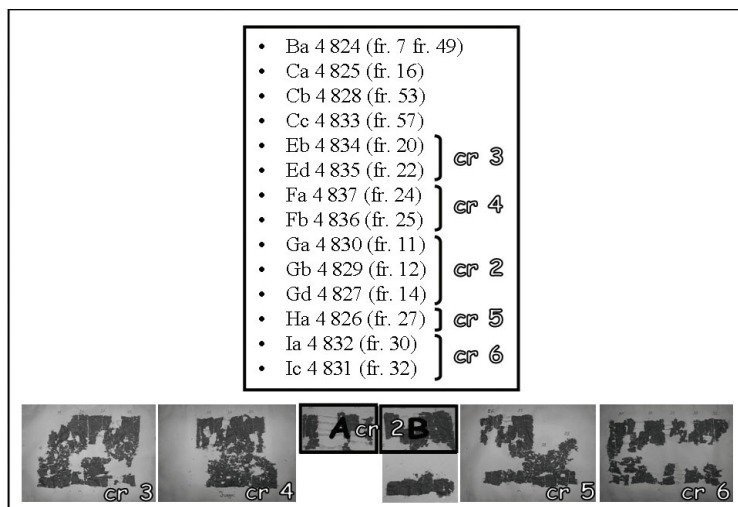 • Ba 4 824 (fr. 7 fr. 49)
• Ca 4 825 (fr. 16)
• Cb 4 828 (fr. 53)
• Cc 4 833 (fr. 57)
• Eb 4 834 (fr. 20)
• Ed 4 835 (fr. 22)
cr 3
• Fa 4 837 (fr. 24)
• Fb 4 836 (fr. 25)
cr 4
• Ga 4 830 (fr. 11)
• Gb 4 829 (fr. 12)
• Gd 4 827 (fr. 14)
cr 2
• Ha 4 826 (fr. 27)
cr 5
• Ia 4 832 (fr. 30)
• Ic 4 831 (fr. 32)
cr 6
cr 3
cr 4
A cr 2 B
cr 5
cr 6